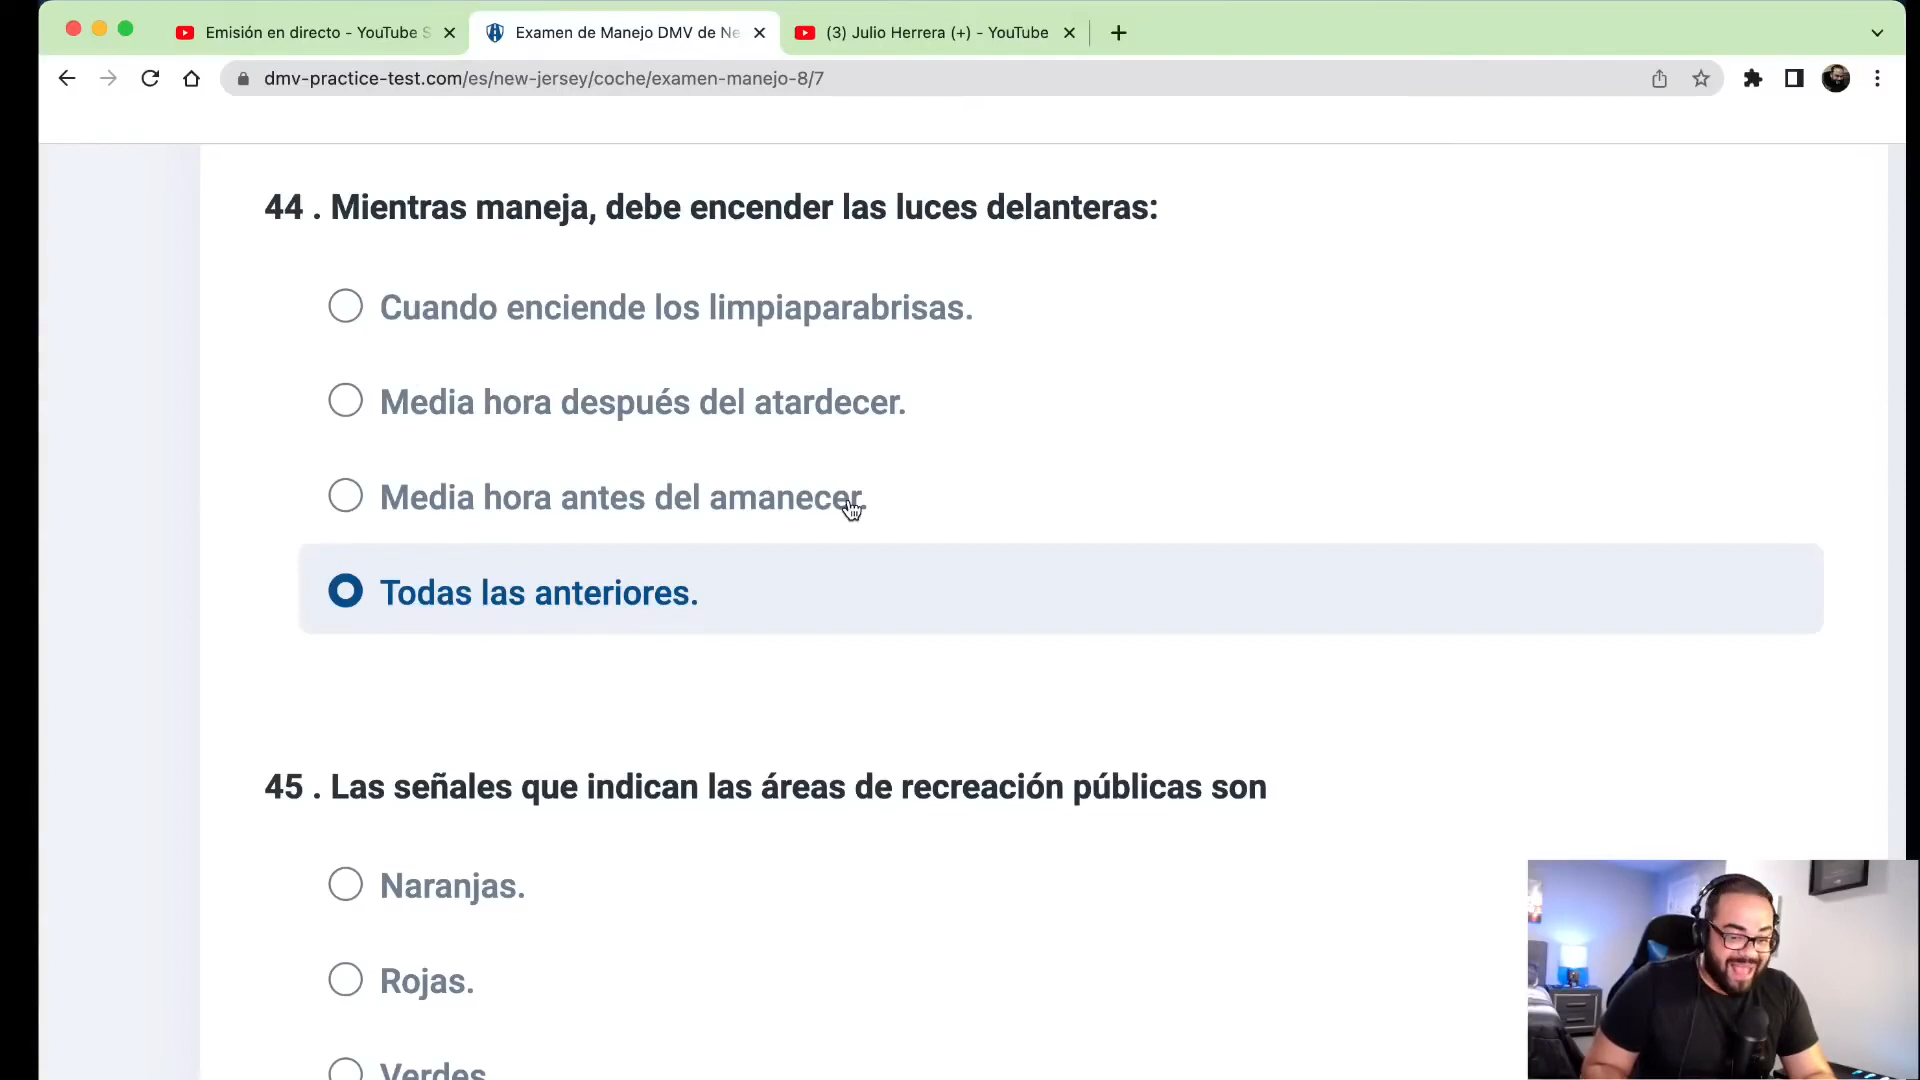 Emisión en directo - YouTube S
Examen de Manejo DMV de Ne
(3) Julio Herrera (+) - YouTube
dmv-practice-test.com/es/new-jersey/coche/examen-manejo-8/7
44 . Mientras maneja, debe encender las luces delanteras:
Cuando enciende los limpiaparabrisas.
Media hora después del atardecer.
Media hora antes del amanecer.
Todas las anteriores.
45 . Las señales que indican las áreas de recreación públicas son
Naranjas.
Rojas.
Verdes